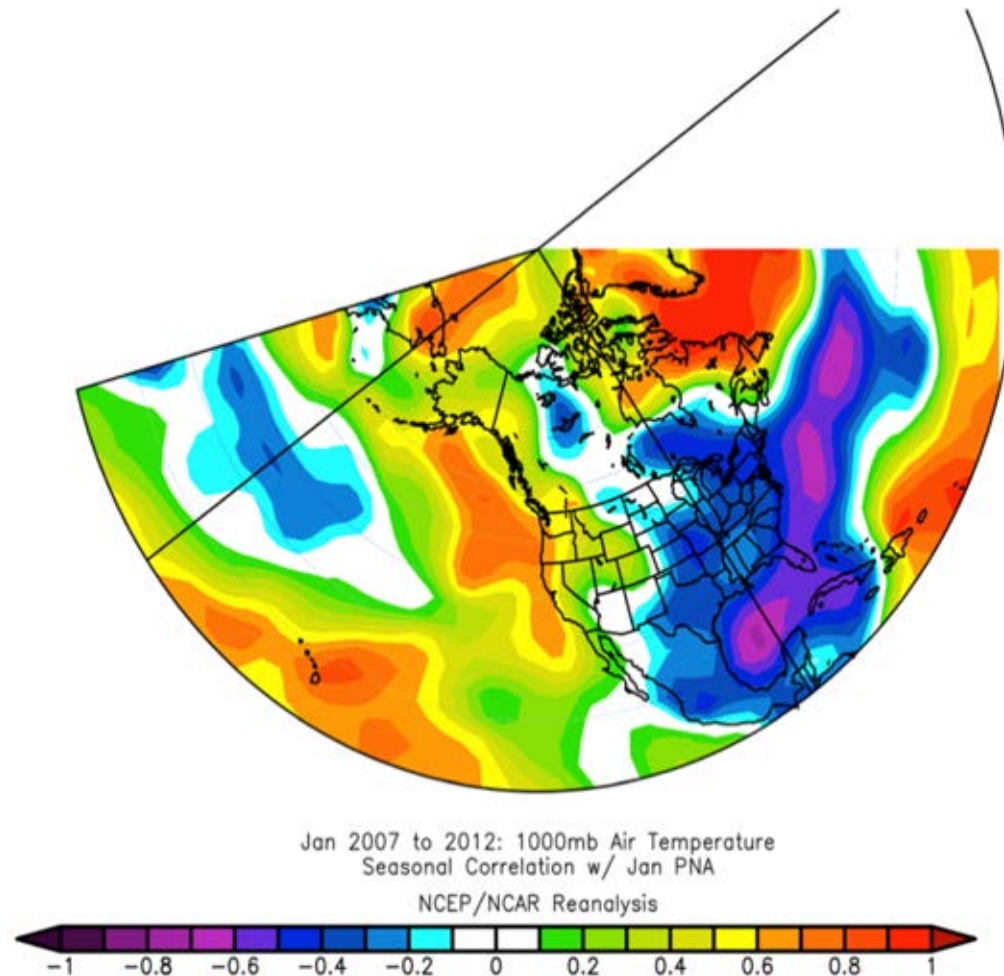 Jan 2007 to 2012: 1000mb Air Temperature
Seasonal Correlation w/ Jan PNA
NCEP/NCAR Reanalysis
-1 -0.8 -0.6 -0.4 -0.2 0 0.2 0.4 0.6 0.8 1